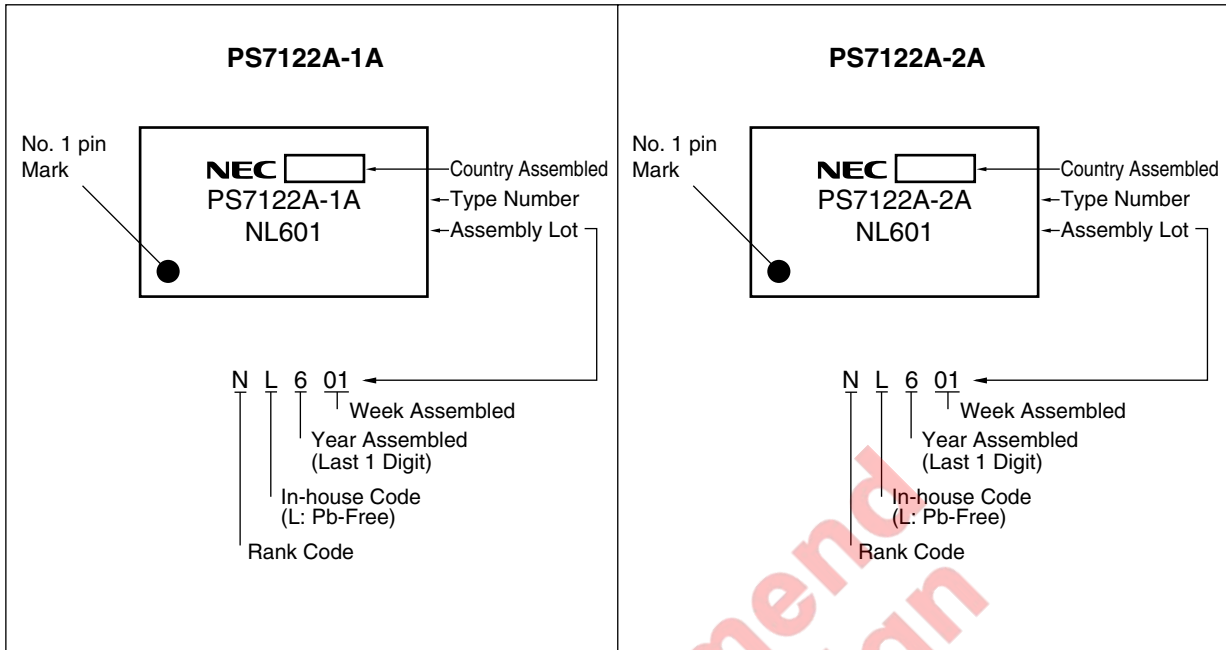 PS7122A-1A
No. 1 pin
Mark
NEC
Country Assembled
PS7122A-1A
Type Number
NL601
Assembly Lot
N L 6 01
Week Assembled
Year Assembled
(Last 1 Digit)
In-house Code
(L: Pb-Free)
Rank Code
PS7122A-2A
No. 1 pin
Mark
NEC
Country Assembled
PS7122A-2A
Type Number
NL601
Assembly Lot
N L 6 01
Week Assembled
Year Assembled
(Last 1 Digit)
In-house Code
(L: Pb-Free)
Rank Code